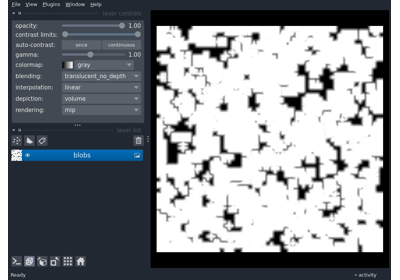 File View Plugins Window Help
layer controls
opacity: 1.00
contrast limits:
auto-contrast: once continuous
gamma: 1.00
colormap: gray
blending: translucent_no_depth
interpolation: linear
depiction: volume
rendering: mip
layer list
blobs
Ready
activity